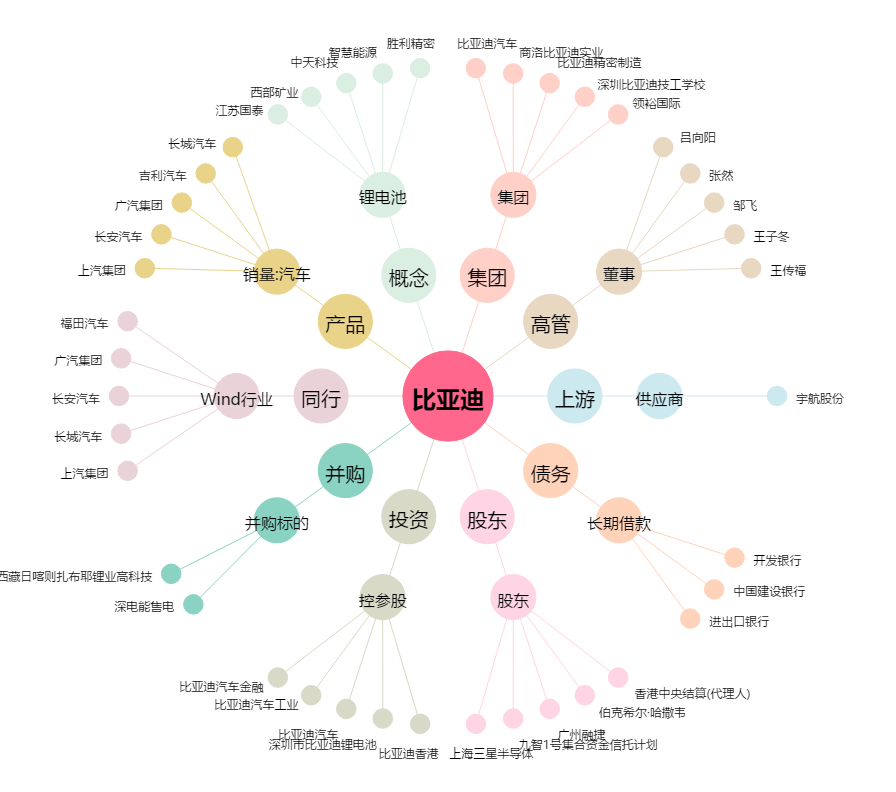 胜利精密
比亚迪汽车
智慧能源
商洛比亚迪实业
中天科技
比亚迪精密制造
西部矿业
深圳比亚迪技工学校
江苏国泰
领裕国际
长城汽车
吕向阳
吉利汽车
张然
锂电池
集团
广汽集团
邹飞
长安汽车
王子冬
上汽集团
销量:汽车
概念
集团
董事
王传福
福田汽车
产品
高管
广汽集团
长安汽车
Wind行业
同行
比亚迪
上游
供应商
宇航股份
长城汽车
上汽集团
并购
债务
并购标的
投资
股东
长期借款
开发银行
西藏日喀则扎布耶锂业高科技
中国建设银行
深电能售电
控参股
股东
进出口银行
比亚迪汽车金融
香港中央结算(代理人)
比亚迪汽车工业
伯克希尔·哈撒韦
比亚迪汽车
广州融捷
深圳市比亚迪锂电池
九智1号集合资金信托计划
比亚迪香港
上海三星半导体